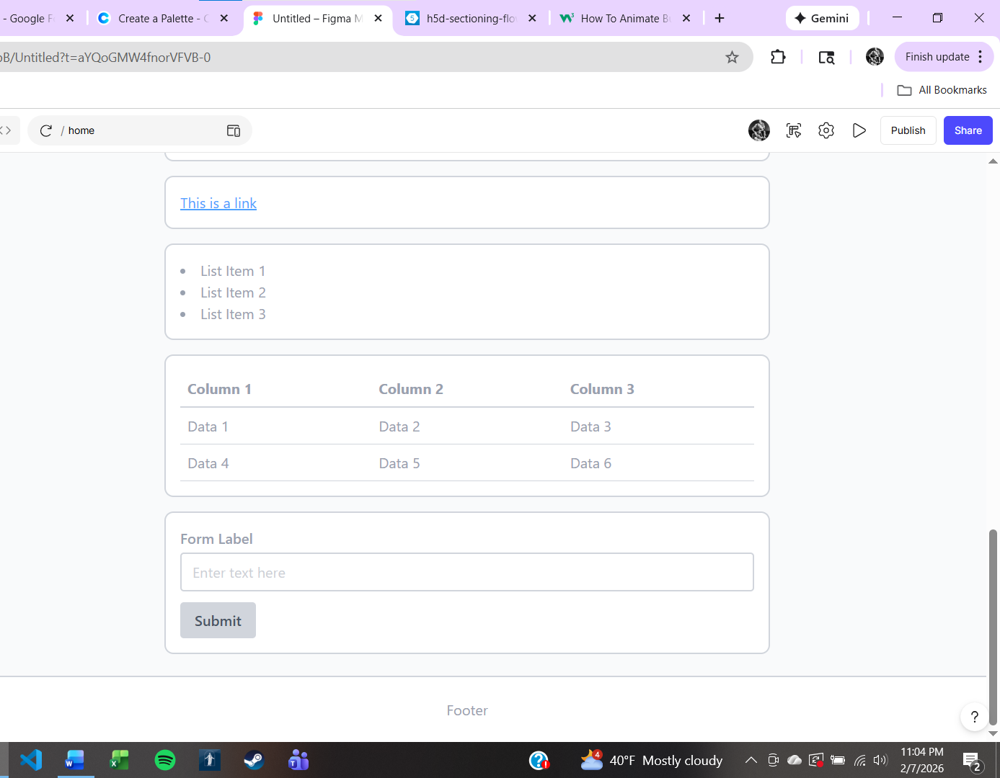 - Google F
Create a Palette - C
Untitled – Figma M
h5d-sectioning-flo
How To Animate B
Gemini
bB/Untitled?t=aYQoGMW4fnorVFVB-0
Finish update
All Bookmarks
/ home
Publish
Share
This is a link
• List Item 1
• List Item 2
• List Item 3
Column 1 Column 2 Column 3
Data 1 Data 2 Data 3
Data 4 Data 5 Data 6
Form Label
Enter text here
Submit
Footer
?
4
40°F Mostly cloudy
11:04 PM
2/7/2026
2